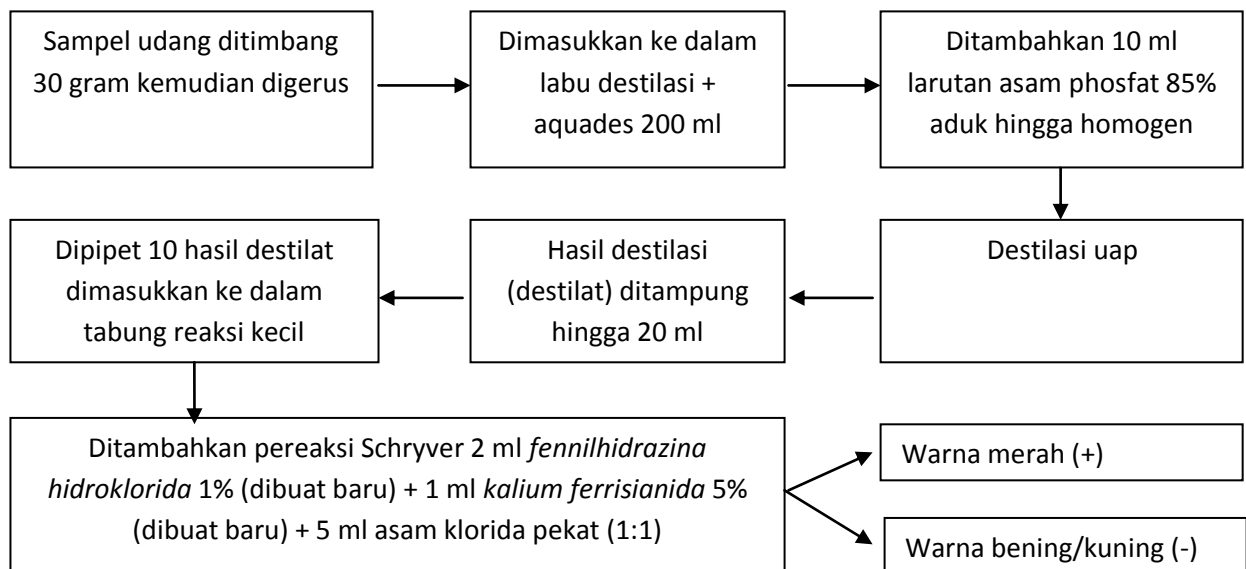 Sampel udang ditimbang
30 gram kemudian digerus
Dimasukkan ke dalam
labu destilasi +
aquades 200 ml
Ditambahkan 10 ml
larutan asam phosfat 85%
aduk hingga homogen
Destilasi uap
Hasil destilasi
(destilat) ditampung
hingga 20 ml
Dipipet 10 hasil destilat
dimasukkan ke dalam
tabung reaksi kecil
Ditambahkan pereaksi Schryver 2 ml fennilhidrazina
hidroklorida 1% (dibuat baru) + 1 ml kalium ferrisianida 5%
(dibuat baru) + 5 ml asam klorida pekat (1:1)
Warna merah (+)
Warna bening/kuning (-)